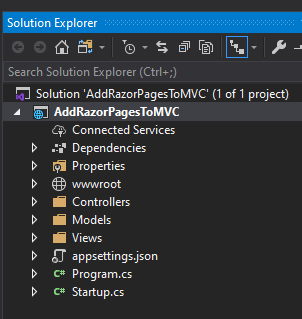 Solution Explorer
Search Solution Explorer (Ctrl+;)
Solution 'AddRazorPagesToMVC' (1 of 1 project)
AddRazorPagesToMVC
Connected Services
Dependencies
Properties
wwwroot
Controllers
Models
Views
appsettings.json
C# Program.cs
C# Startup.cs